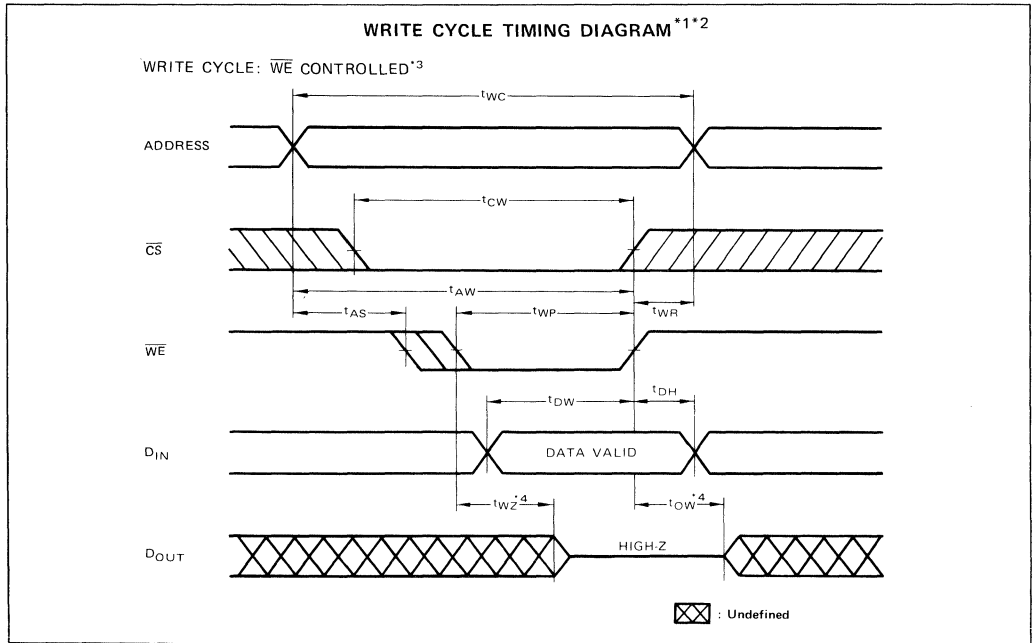 WRITE CYCLE TIMING DIAGRAM*1*2
WRITE CYCLE: WE CONTROLLED*3
tWC
ADDRESS
tCW
CS
tAW
tAS
tWP
tWR
WE
tDW
tDH
DIN
DATA VALID
tWZ*4
tOW*4
DOUT
HIGH-Z
: Undefined